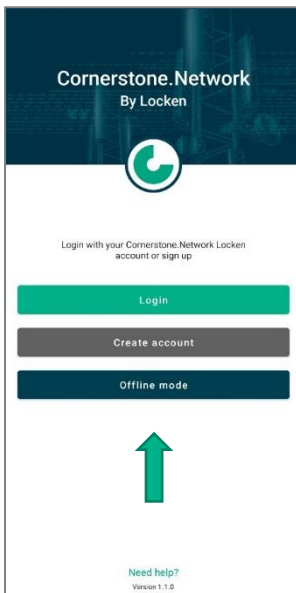 Cornerstone.Network
By Locken
Login with your Cornerstone.Network Locken
account or sign up
Login
Create account
Offline mode
Need help?
Version 1.1.0